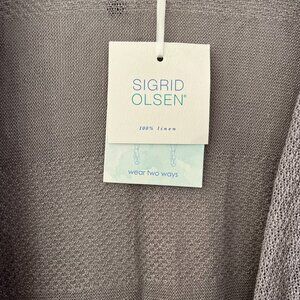 SIGRID
OLSEN®
100% linen
wear two ways